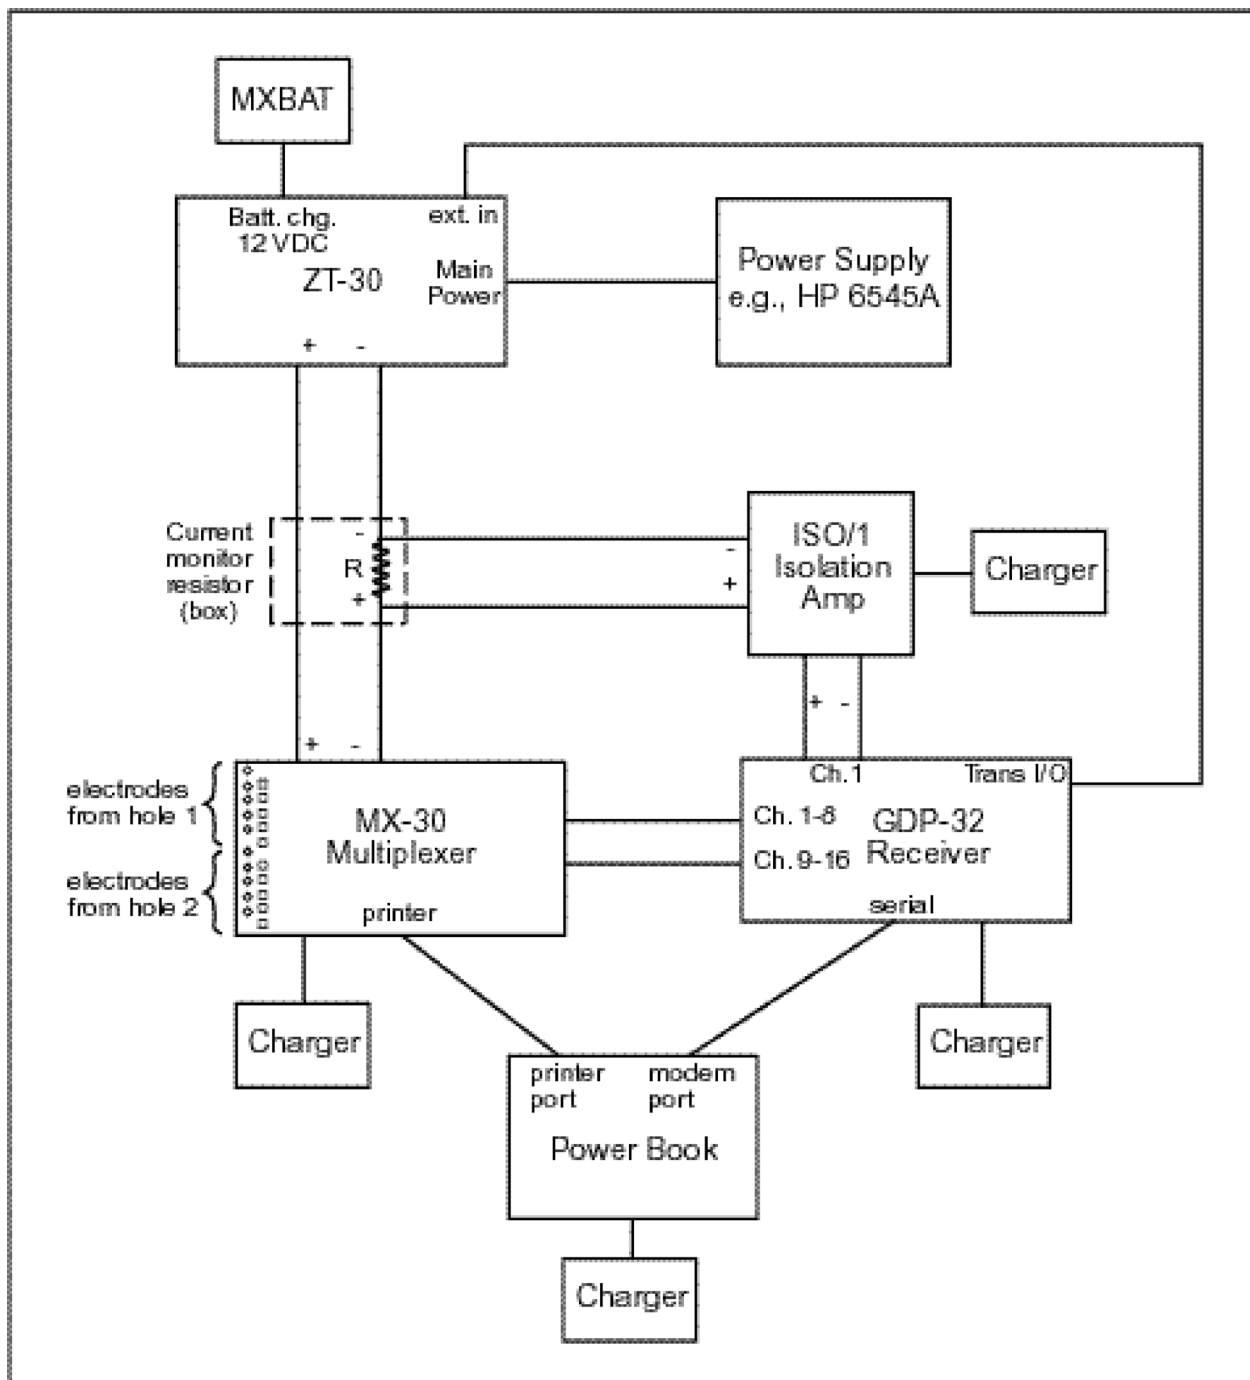 MXBAT
Batt. chg.
12 VDC
ext. in
ZT-30
Main
Power
+ -
Power Supply
e.g., HP 6545A
Current
monitor
resistor
(box)
-
R
+
-
+
ISO/1
Isolation
Amp
Charger
+ -
+ -
electrodes
from hole 1
electrodes
from hole 2
MX-30
Multiplexer
printer
Ch.1
Trans I/O
Ch. 1-8
Ch. 9-16
GDP-32
Receiver
serial
Charger
Charger
printer
port
modem
port
Power Book
Charger